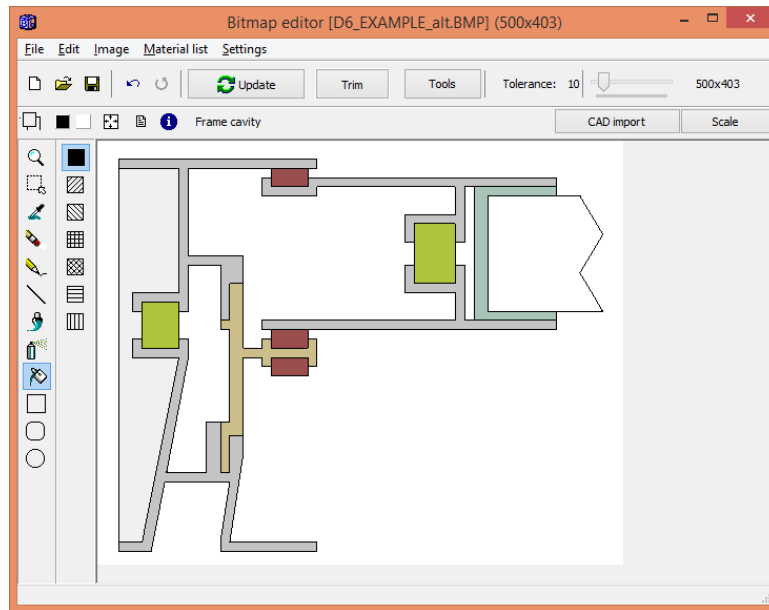 Bitmap editor [D6_EXAMPLE_alt.BMP] (500x403)
File Edit Image Material list Settings
Update Trim Tools Tolerance: 10 500x403
Frame cavity CAD import Scale